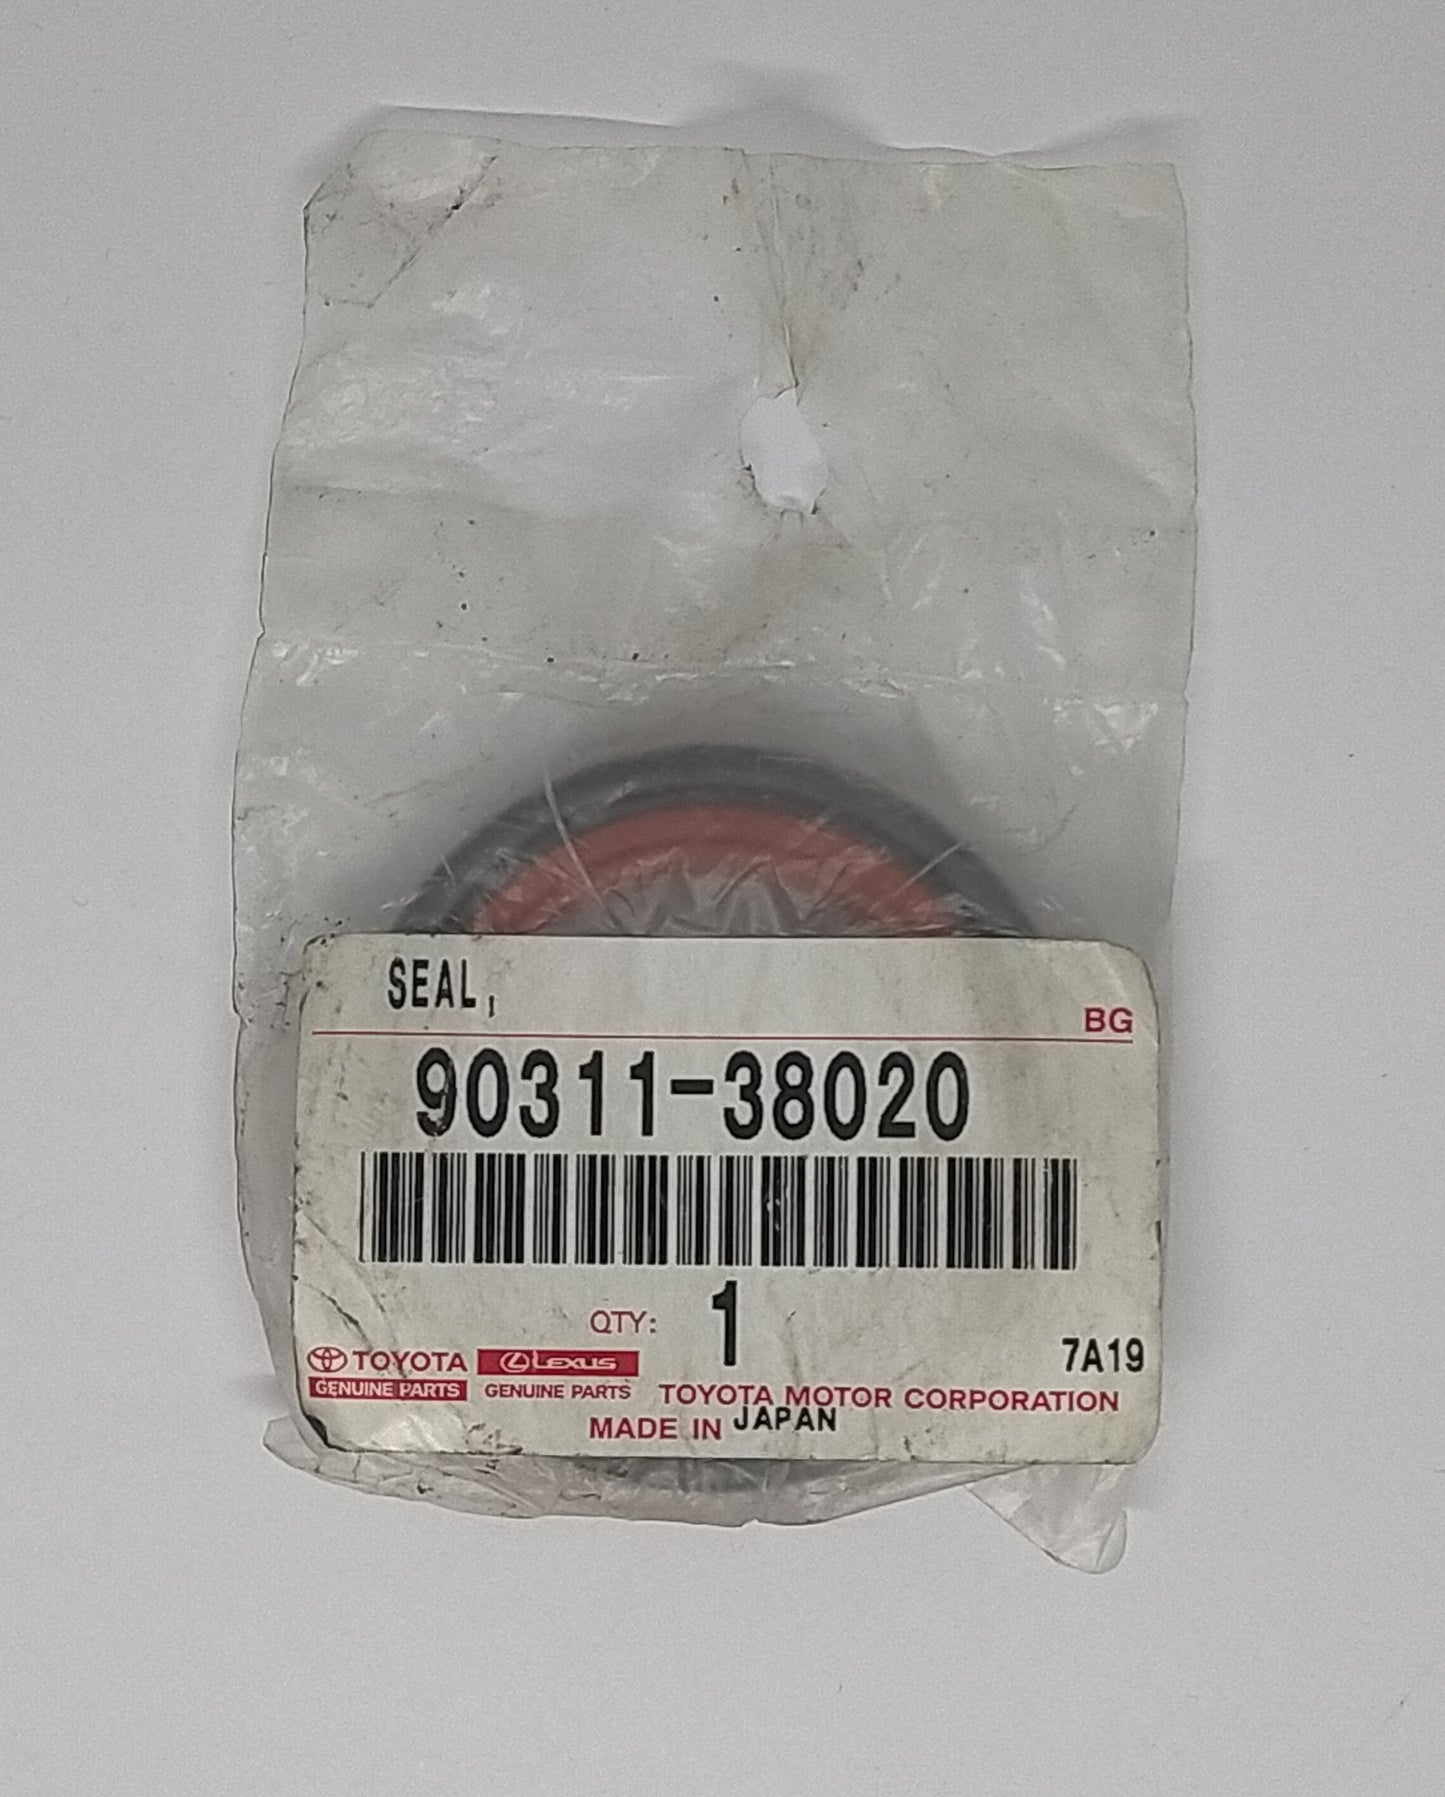 SEAL,
BG
90311-38020
QTY: 1
7A19
TOYOTA
GENUINE PARTS
LEXUS
GENUINE PARTS
TOYOTA MOTOR CORPORATION
MADE IN JAPAN